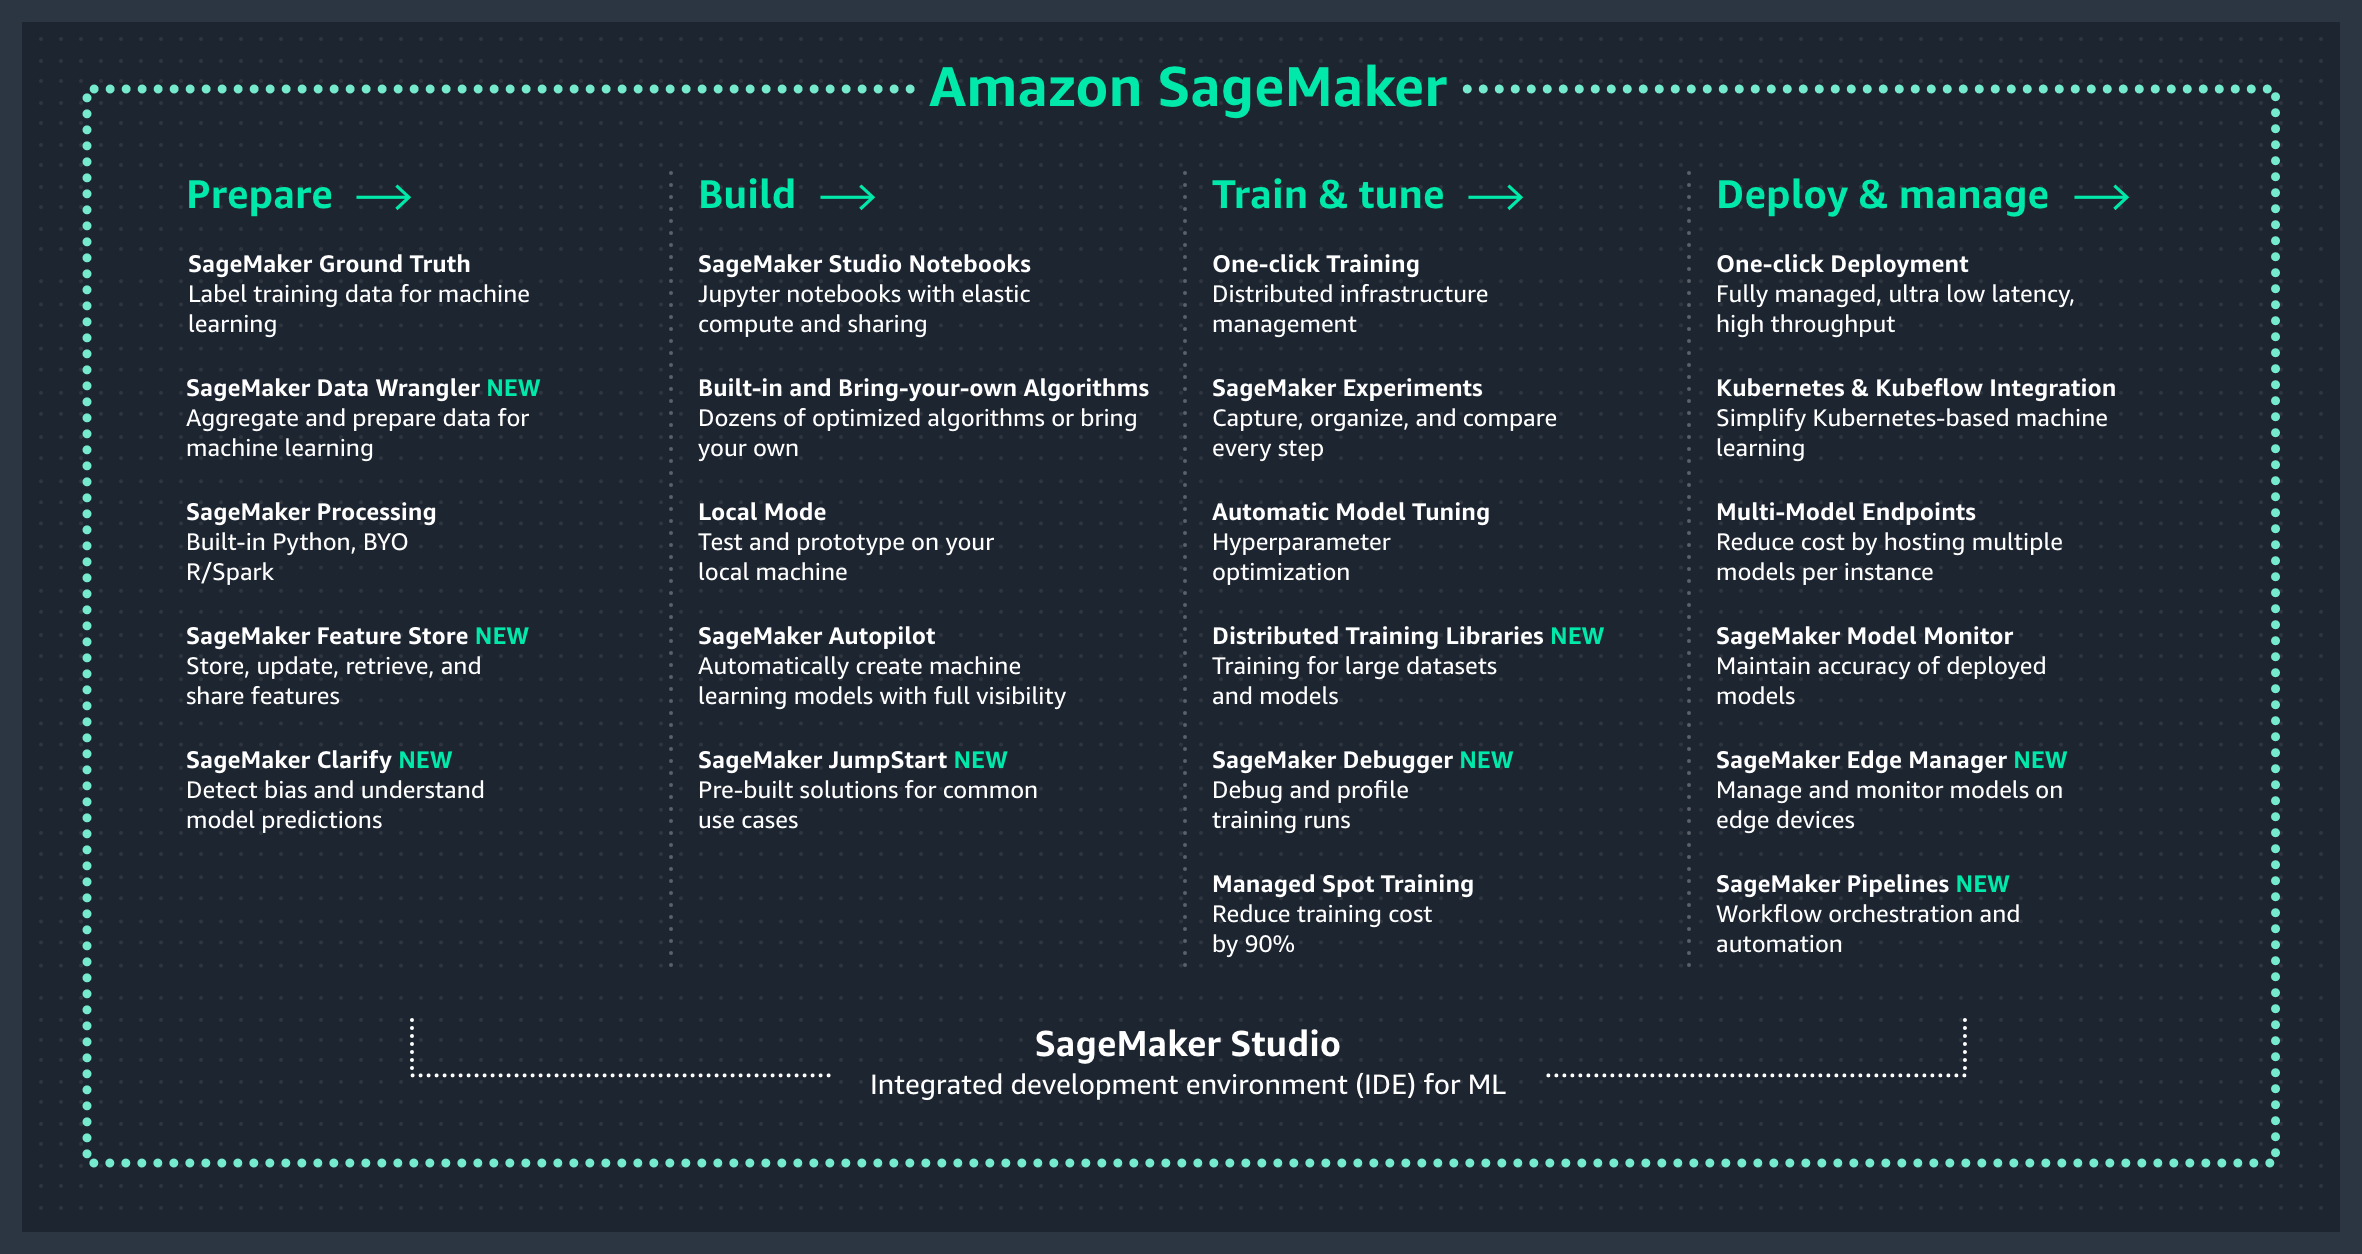 Amazon SageMaker
Prepare
SageMaker Ground Truth
Label training data for machine
learning
SageMaker Data Wrangler NEW
Aggregate and prepare data for
machine learning
SageMaker Processing
Built-in Python, BYO
R/Spark
SageMaker Feature Store NEW
Store, update, retrieve, and
share features
SageMaker Clarify NEW
Detect bias and understand
model predictions
Build
SageMaker Studio Notebooks
Jupyter notebooks with elastic
compute and sharing
Built-in and Bring-your-own Algorithms
Dozens of optimized algorithms or bring
your own
Local Mode
Test and prototype on your
local machine
SageMaker Autopilot
Automatically create machine
learning models with full visibility
SageMaker JumpStart NEW
Pre-built solutions for common
use cases
Train & tune
One-click Training
Distributed infrastructure
management
SageMaker Experiments
Capture, organize, and compare
every step
Automatic Model Tuning
Hyperparameter
optimization
Distributed Training Libraries NEW
Training for large datasets
and models
SageMaker Debugger NEW
Debug and profile
training runs
Managed Spot Training
Reduce training cost
by 90%
Deploy & manage
One-click Deployment
Fully managed, ultra low latency,
high throughput
Kubernetes & Kubeflow Integration
Simplify Kubernetes-based machine
learning
Multi-Model Endpoints
Reduce cost by hosting multiple
models per instance
SageMaker Model Monitor
Maintain accuracy of deployed
models
SageMaker Edge Manager NEW
Manage and monitor models on
edge devices
SageMaker Pipelines NEW
Workflow orchestration and
automation
SageMaker Studio
Integrated development environment (IDE) for ML